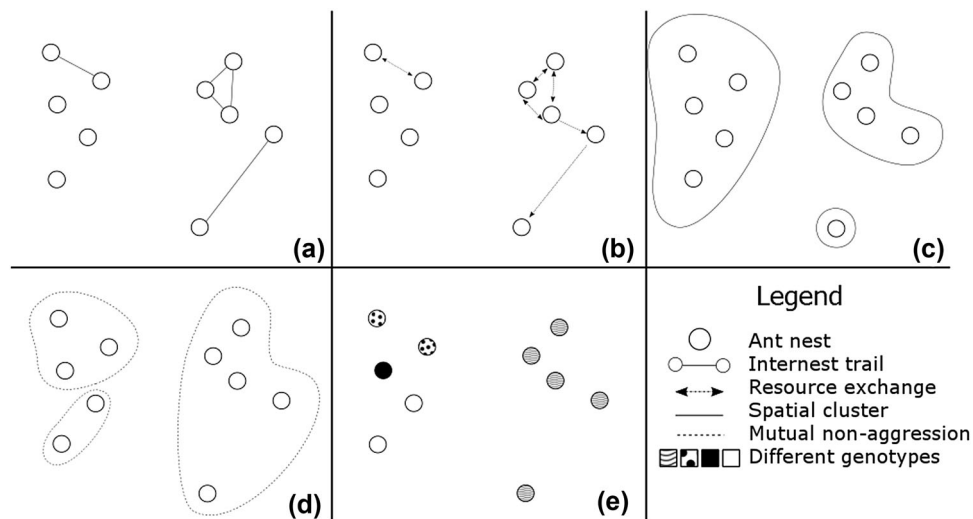 (a)
(b)
(c)
(d)
(e)
Legend
Ant nest
Internest trail
Resource exchange
Spatial cluster
Mutual non-aggression
Different genotypes